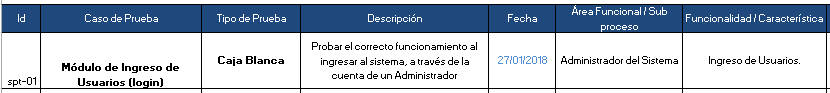 Id
Caso de Prueba
Tipo de Prueba
Descripción
Fecha
Área Funcional / Sub
proceso
Funcionalidad / Característica
spt-01
Módulo de Ingreso de
Usuarios (login)
Caja Blanca
Probar el correcto funcionamiento al
ingresar al sistema, a través de la
cuenta de un Administrador
27/01/2018
Administrador del Sistema
Ingreso de Usuarios.